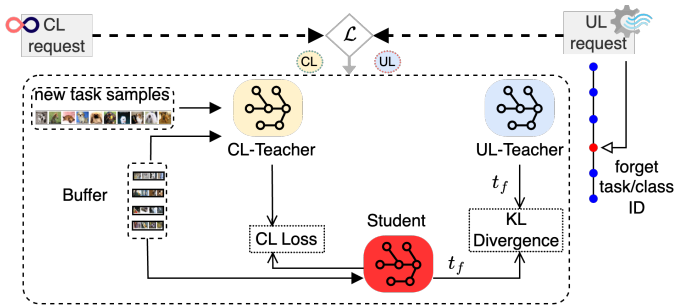 CL
request
ℒ
UL
request
CL
UL
new task samples
CL-Teacher
UL-Teacher
forget
task/class
ID
Buffer
t_f
Student
CL Loss
KL
Divergence
t_f